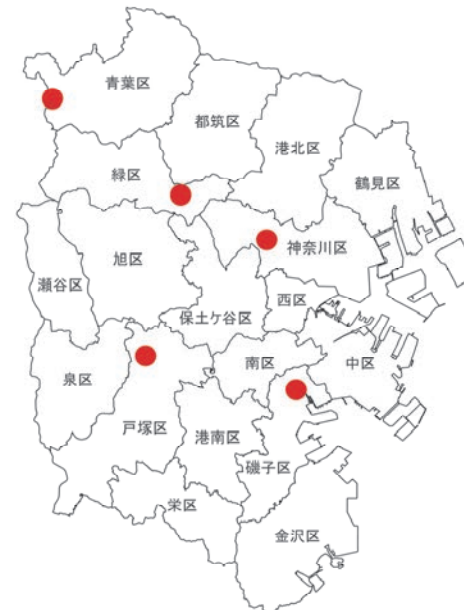 青葉区
都筑区
港北区
緑区
鶴見区
神奈川区
旭区
瀬谷区
西区
保土ケ谷区
中区
南区
泉区
戸塚区
港南区
磯子区
栄区
金沢区